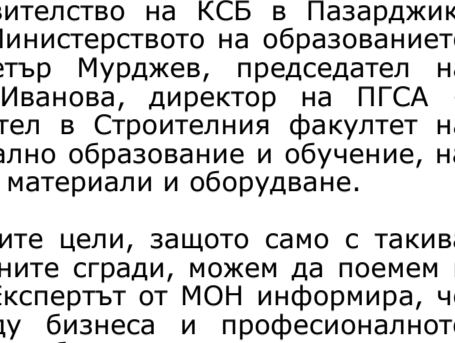 вителство на КСБ в Пазарджик
Министерството на образованието
етър Мурджев, председател на
Иванова, директор на ПГСА
тел в Строителния факултет на
ално образование и обучение, на
материали и оборудване.
ите цели, защото само с такива
ните сгради, можем да поемем
Експертът от МОН информира, че
ду бизнеса и професионалното